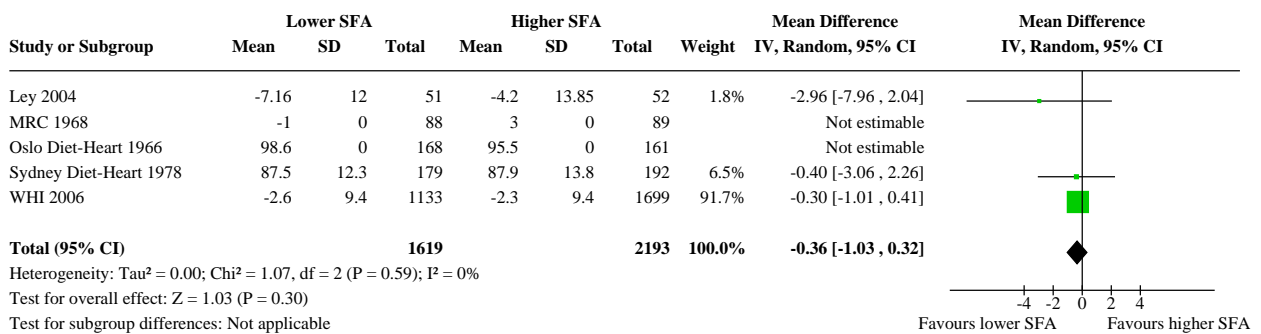 Lower SFA Higher SFA Mean Difference Mean Difference
Study or Subgroup Mean SD Total Mean SD Total Weight IV, Random, 95% CI IV, Random, 95% CI
Ley 2004 -7.16 12 51 -4.2 13.85 52 1.8% -2.96 [-7.96 , 2.04]
MRC 1968 -1 0 88 3 0 89 Not estimable
Oslo Diet-Heart 1966 98.6 0 168 95.5 0 161 Not estimable
Sydney Diet-Heart 1978 87.5 12.3 179 87.9 13.8 192 6.5% -0.40 [-3.06 , 2.26]
WHI 2006 -2.6 9.4 1133 -2.3 9.4 1699 91.7% -0.30 [-1.01 , 0.41]
Total (95% CI) 1619 2193 100.0% -0.36 [-1.03 , 0.32]
Heterogeneity: Tau² = 0.00; Chi² = 1.07, df = 2 (P = 0.59); I² = 0%
Test for overall effect: Z = 1.03 (P = 0.30) -4 -2 0 2 4
Test for subgroup differences: Not applicable Favours lower SFA Favours higher SFA